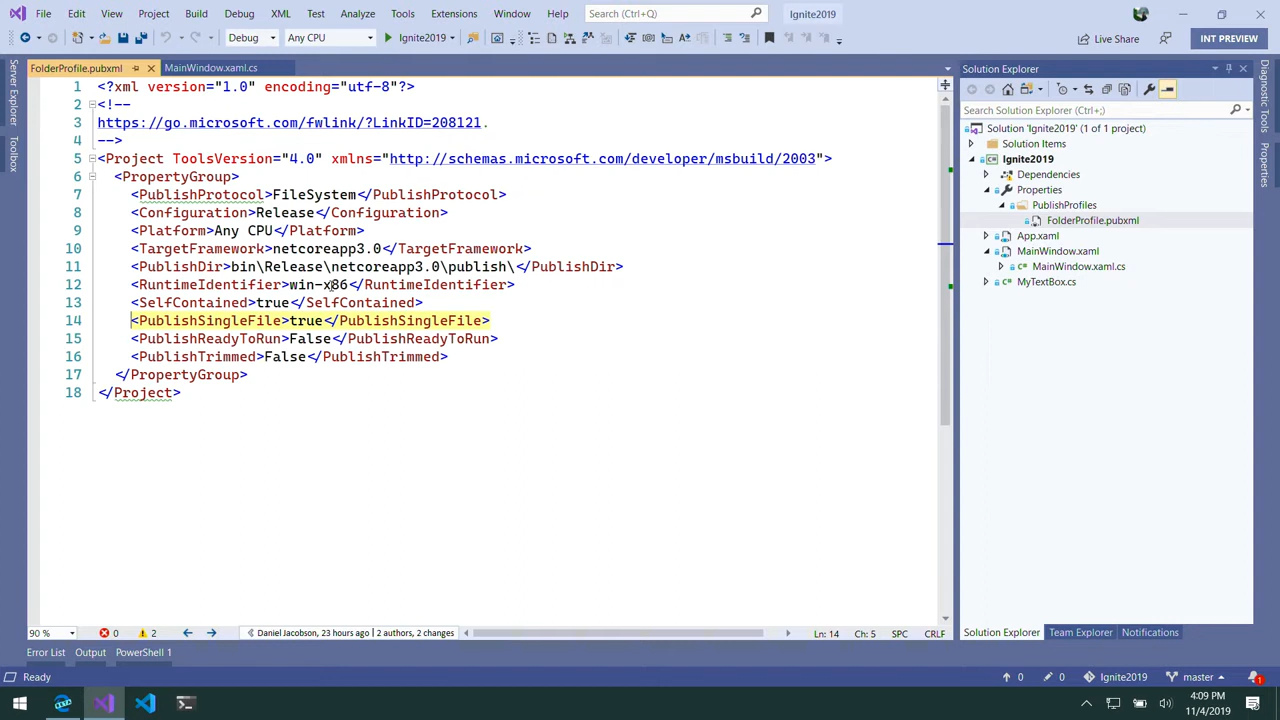 File Edit View Project Build Debug XML Test Analyze Tools Extensions Window Help Search (Ctrl+Q) Ignite2019
Debug Any CPU Ignite2019 Live Share INT PREVIEW
FolderProfile.pubxml MainWindow.xaml.cs
Server Explorer
Toolbox
1 <?xml version="1.0" encoding="utf-8"?>
2 <!--
3 https://go.microsoft.com/fwlink/?LinkID=208121.
4 -->
5 <Project ToolsVersion="4.0" xmlns="http://schemas.microsoft.com/developer/msbuild/2003">
6 <PropertyGroup>
7 <PublishProtocol>FileSystem</PublishProtocol>
8 <Configuration>Release</Configuration>
9 <Platform>Any CPU</Platform>
10 <TargetFramework>netcoreapp3.0</TargetFramework>
11 <PublishDir>bin\Release\netcoreapp3.0\publish\</PublishDir>
12 <RuntimeIdentifier>win-x86</RuntimeIdentifier>
13 <SelfContained>true</SelfContained>
14 <PublishSingleFile>true</PublishSingleFile>
15 <PublishReadyToRun>False</PublishReadyToRun>
16 <PublishTrimmed>False</PublishTrimmed>
17 </PropertyGroup>
18 </Project>
90 % 0 2 Daniel Jacobson, 23 hours ago | 2 authors, 2 changes Ln: 14 Ch: 5 SPC CRLF
Solution Explorer
Search Solution Explorer (Ctrl+;)
Solution 'Ignite2019' (1 of 1 project)
Solution Items
Ignite2019
Dependencies
Properties
PublishProfiles
FolderProfile.pubxml
App.xaml
MainWindow.xaml
MainWindow.xaml.cs
MyTextBox.cs
Solution Explorer Team Explorer Notifications
Diagnostic Tools
Properties
Error List Output PowerShell 1
Ready 0 0 Ignite2019 master 1
4:09 PM
11/4/2019